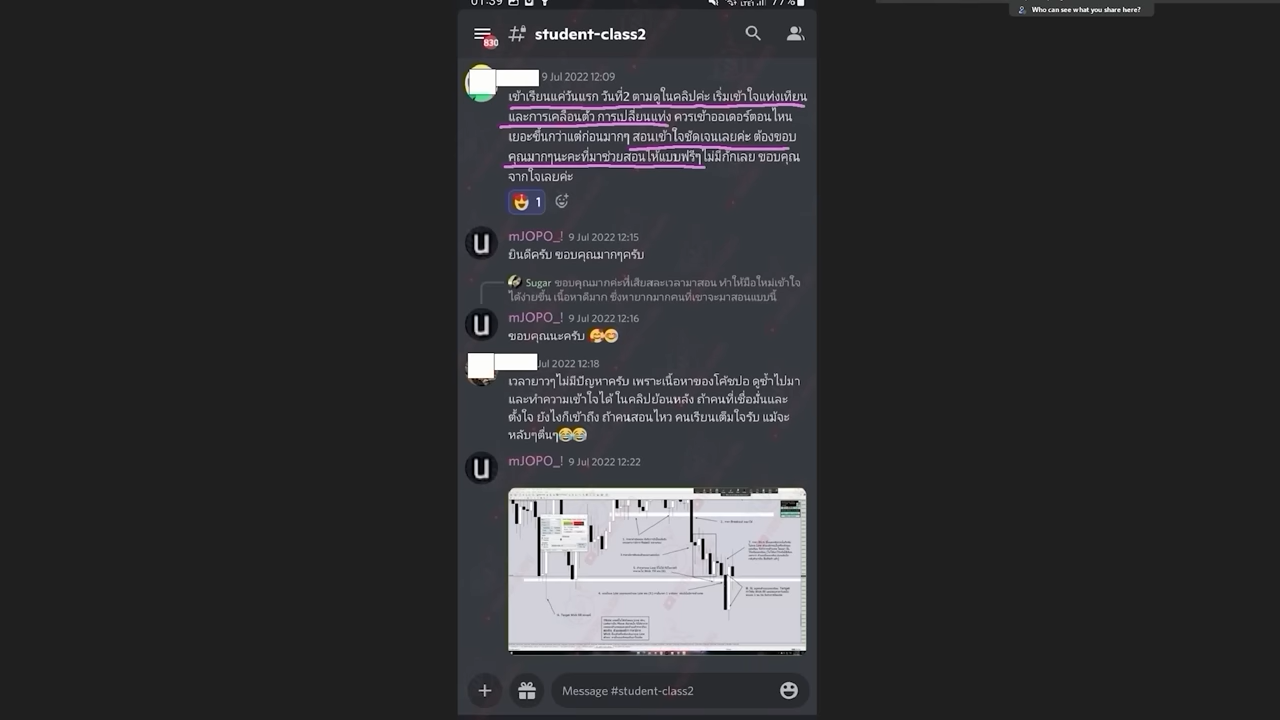 01:39
77%
Who can see what you share here?
830
student-class2
9 Jul 2022 12:09
เข้าเรียนแค่วันแรก วันที่2 ตามดูในคลิปค่ะ เริ่มเข้าใจแท่งเทียน
และการเคลื่อนตัว การเปลี่ยนแท่ง ควรเข้าออเดอร์ตอนไหน
เยอะขึ้นกว่าแต่ก่อนมากๆ สอนเข้าใจชัดเจนเลยค่ะ ต้องขอบ
คุณมากๆนะคะที่มาช่วยสอนให้แบบฟรีๆ ไม่มีกั๊กเลย ขอบคุณ
จากใจเลยค่ะ
1
mJOPO_! 9 Jul 2022 12:15
ยินดีครับ ขอบคุณมากๆครับ
Sugar ขอบคุณมากค่ะที่เสียสละเวลามาสอน ทำให้มือใหม่เข้าใจ
ได้ง่ายขึ้น เนื้อหาดีมาก ซึ่งหายากมากคนที่เขาจะมาสอนแบบนี้
mJOPO_! 9 Jul 2022 12:16
ขอบคุณนะครับ 🥰
Jul 2022 12:18
เวลายาวๆไม่มีปัญหาครับ เพราะเนื้อหาของโค้ชปอ ดูซ้ำไปมา
และทำความเข้าใจได้ ในคลิปย้อนหลัง ถ้าคนที่เชื่อมั่นและ
ตั้งใจ ยังไงก็เข้าถึง ถ้าคนสอนไหว คนเรียนเต็มใจรับ แม้จะ
หลับๆตื่นๆ😂😂
mJOPO_! 9 Jul 2022 12:22
Message #student-class2